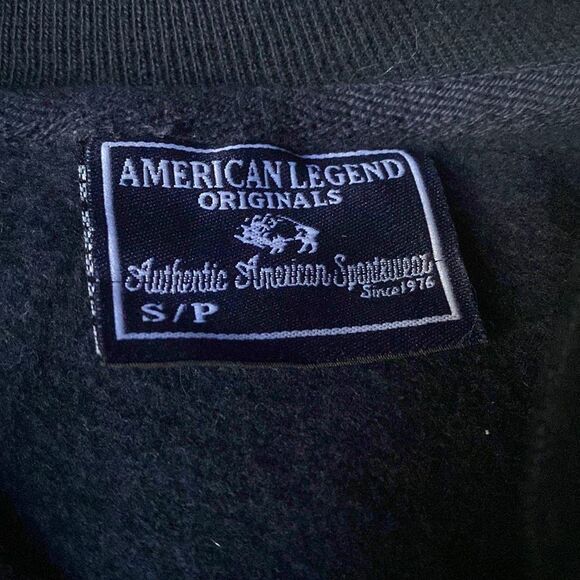 AMERICAN LEGEND
ORIGINALS
Authentic American Sportswear
Since 1976
S/P